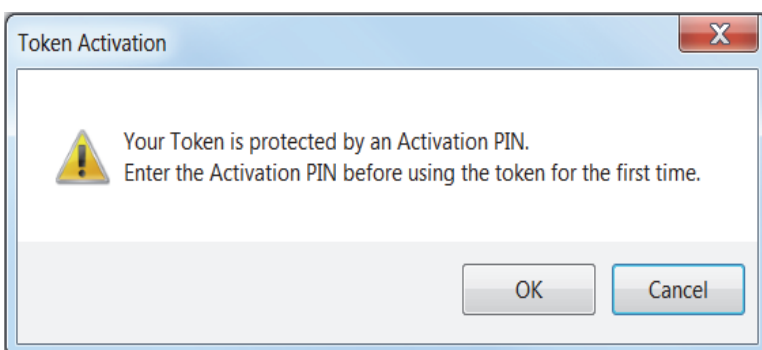 Token Activation
Your Token is protected by an Activation PIN.
Enter the Activation PIN before using the token for the first time.
OK Cancel